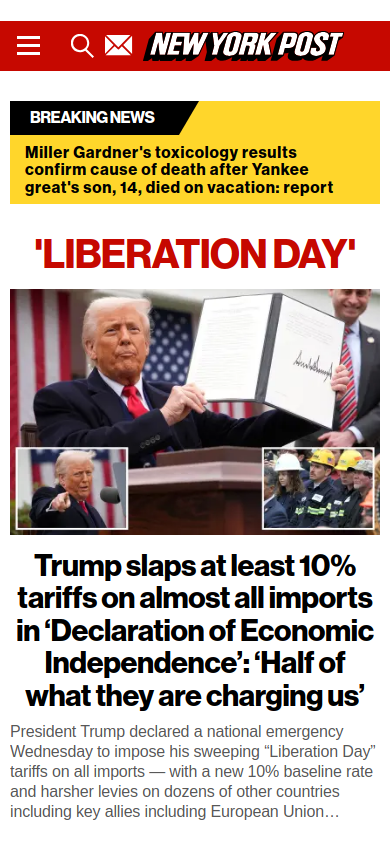 NEW YORK POST
BREAKING NEWS
Miller Gardner's toxicology results
confirm cause of death after Yankee
great's son, 14, died on vacation: report
'LIBERATION DAY'
Trump slaps at least 10%
tariffs on almost all imports
in ‘Declaration of Economic
Independence’: ‘Half of
what they are charging us’
President Trump declared a national emergency
Wednesday to impose his sweeping “Liberation Day”
tariffs on all imports — with a new 10% baseline rate
and harsher levies on dozens of other countries
including key allies including European Union…